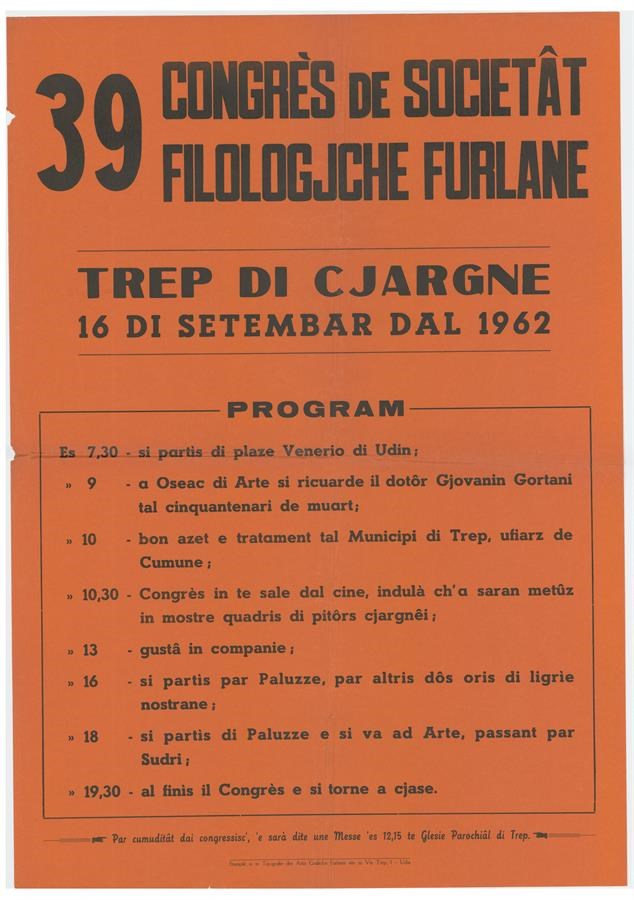 39 CONGRÈS DE SOCIETÂT
FILOLOGJCHE FURLANE
TREP DI CJARGNE
16 DI SETEMBAR DAL 1962
PROGRAM
Es 7,30 - si partìs di plaze Venerio di Udin;
» 9 - a Oseac di Arte si ricuarde il dotôr Gjovanin Gortani
tal cinquantenari de muart;
» 10 - bon azet e tratament tal Municipi di Trep, ufiarz de
Cumune;
» 10,30 - Congrès in te sale dal cine, indulà ch'a saran metûz
in mostre quadris di pitôrs cjargnêi;
» 13 - gustâ in companie;
» 16 - si partìs par Paluzze, par altris dôs oris di ligrie
nostrane;
» 18 - si partìs di Paluzze e si va ad Arte, passant par
Sudri;
» 19,30 - al finìs il Congrès e si torne a cjase.
Par cumuditât dai congressisc', 'e sarà dite une Messe 'es 12,15 te Glesie Parochiâl di Trep.